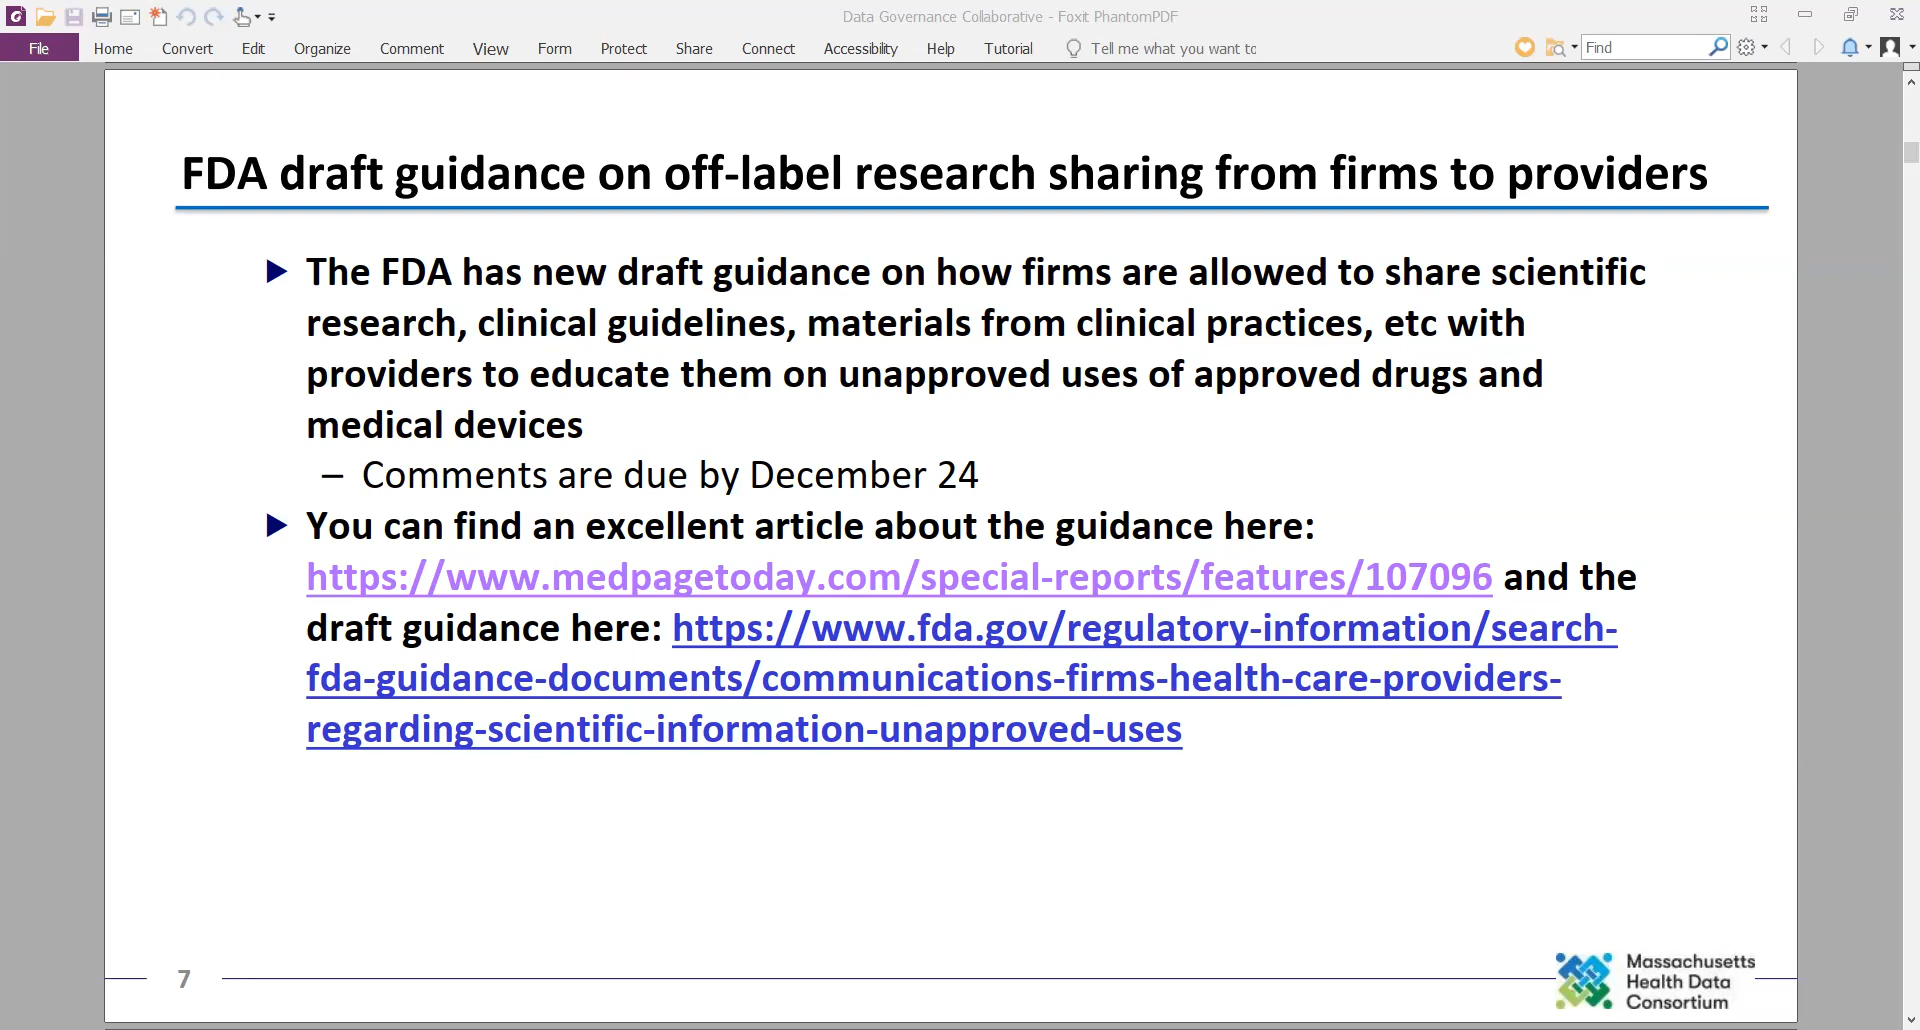 Data Governance Collaborative - Foxit PhantomPDF
File Home Convert Edit Organize Comment View Form Protect Share Connect Accessibility Help Tutorial Tell me what you want to Find
FDA draft guidance on off-label research sharing from firms to providers
The FDA has new draft guidance on how firms are allowed to share scientific
research, clinical guidelines, materials from clinical practices, etc with
providers to educate them on unapproved uses of approved drugs and
medical devices
– Comments are due by December 24
You can find an excellent article about the guidance here:
https://www.medpagetoday.com/special-reports/features/107096 and the
draft guidance here: https://www.fda.gov/regulatory-information/search-
fda-guidance-documents/communications-firms-health-care-providers-
regarding-scientific-information-unapproved-uses
7
Massachusetts
Health Data
Consortium